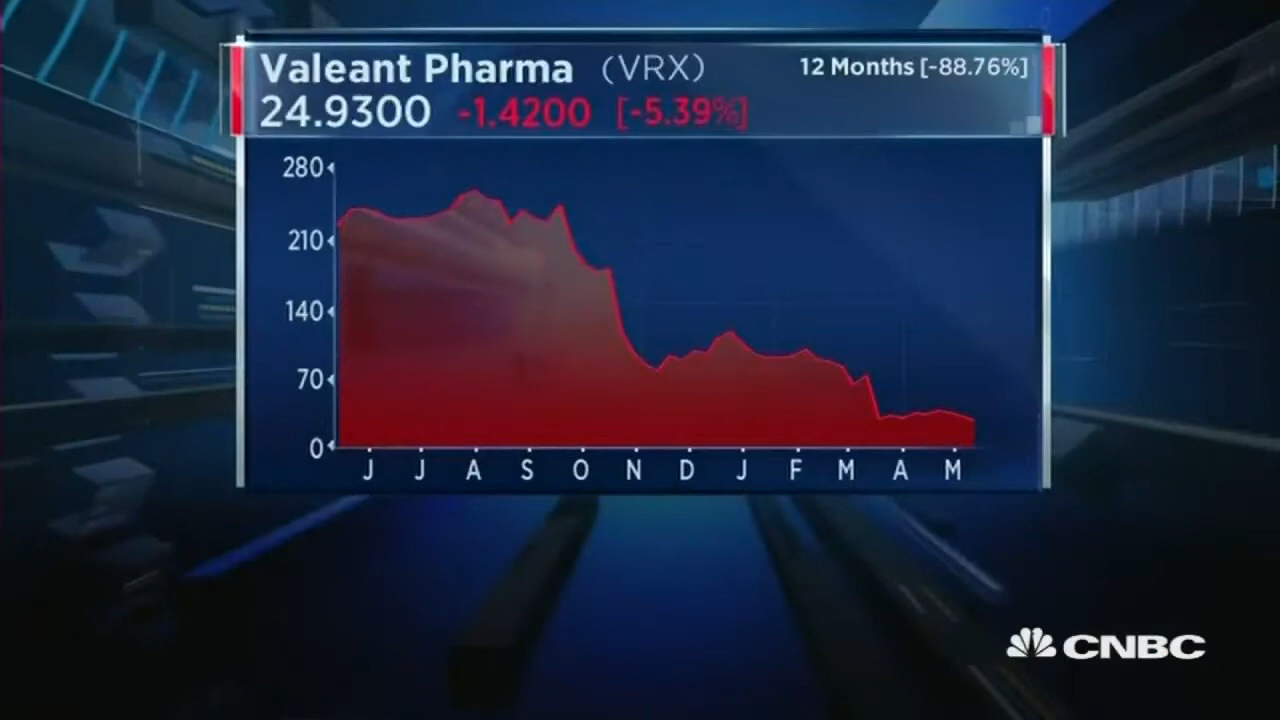 Valeant Pharma (VRX) 12 Months [-88.76%]
24.9300 -1.4200 [-5.39%]
280
210
140
70
0
J J A S O N D J F M A M
CNBC